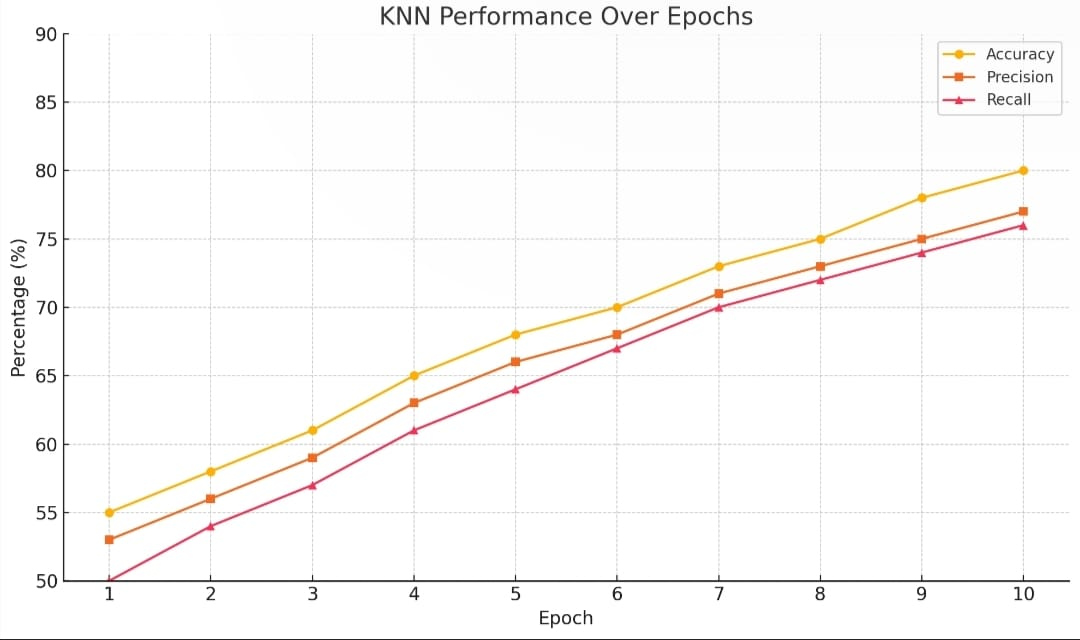 KNN Performance Over Epochs
90
85
80
75
70
65
60
55
50
Percentage (%)
Accuracy
Precision
Recall
1 2 3 4 5 6 7 8 9 10
Epoch